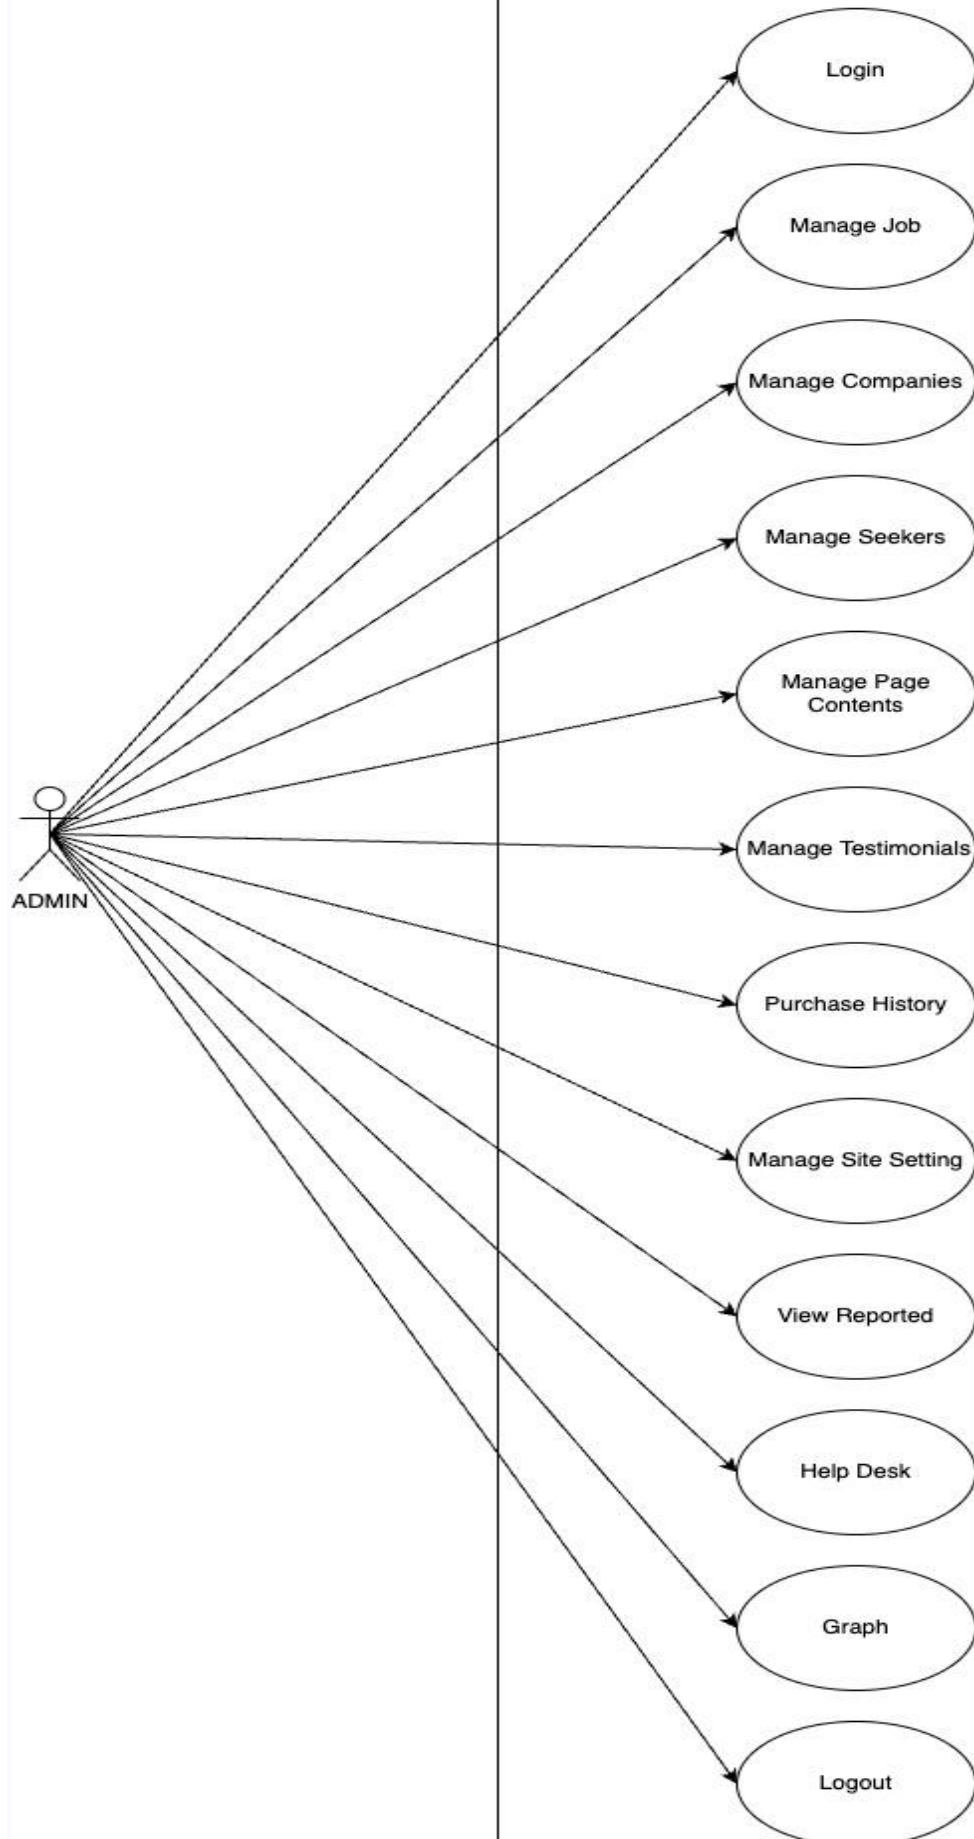 Login
Manage Job
Manage Companies
Manage Seekers
Manage Page
Contents
ADMIN
Manage Testimonials
Purchase History
Manage Site Setting
View Reported
Help Desk
Graph
Logout